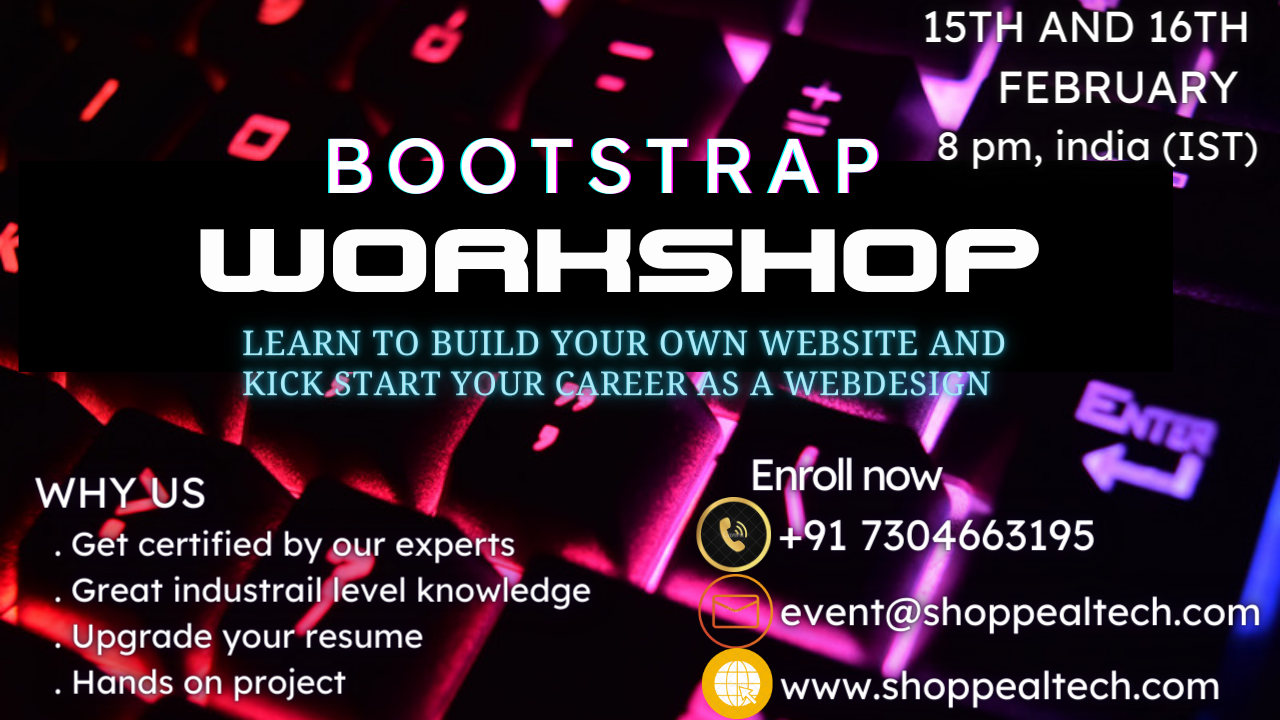 15TH AND 16TH
FEBRUARY
8 pm, india (IST)
BOOTSTRAP
WORKSHOP
LEARN TO BUILD YOUR OWN WEBSITE AND
KICK START YOUR CAREER AS A WEBDESIGN
ENTER
WHY US
. Get certified by our experts
. Great industrail level knowledge
. Upgrade your resume
. Hands on project
Enroll now
+91 7304663195
event@shoppealtech.com
www.shoppealtech.com